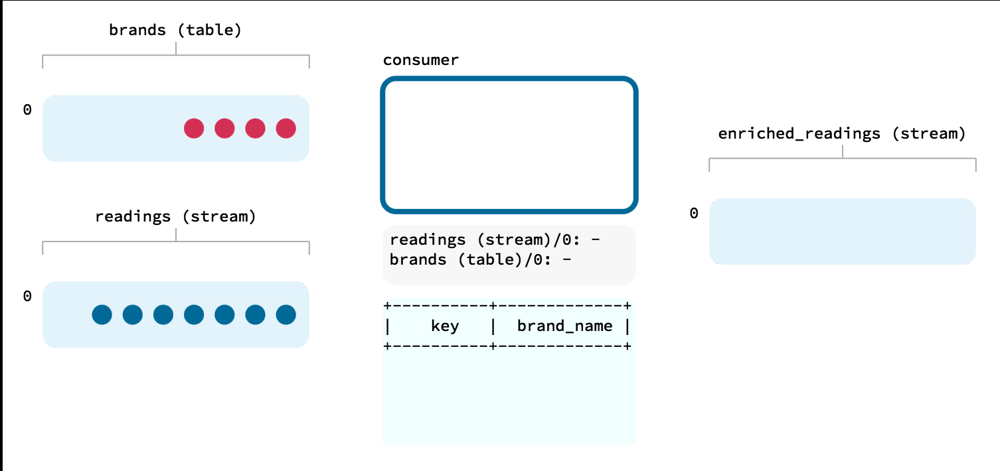 brands (table)
0
readings (stream)
0
consumer
readings (stream)/0: -
brands (table)/0: -
+----------+-------------+
|    key   |  brand_name |
+----------+-------------+
enriched_readings (stream)
0